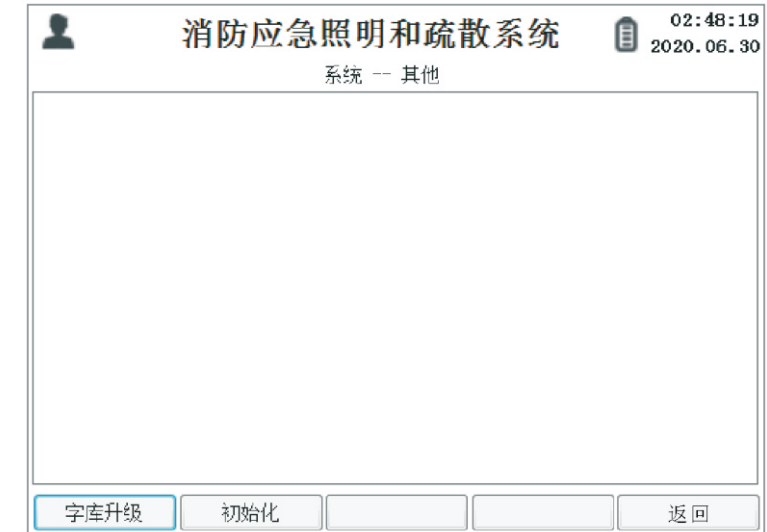 消防应急照明和疏散系统
02:48:19
2020.06.30
系统 -- 其他
字库升级 初始化 返回